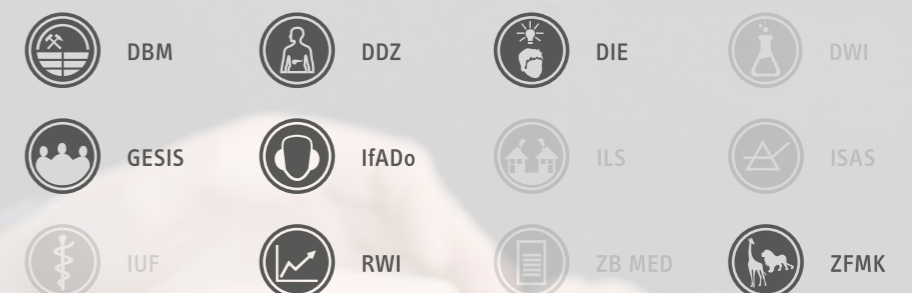 DBM
DDZ
DIE
DWI
GESIS
IfADo
ILS
ISAS
IUF
RWI
ZB MED
ZFMK